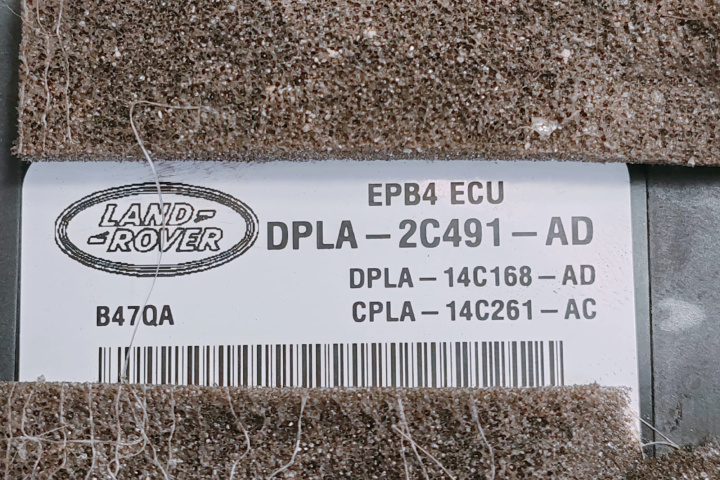 EPB4 ECU
LAND-
-ROVER
DPLA-2C491-AD
DPLA-14C168-AD
B47QA
CPLA-14C261-AC